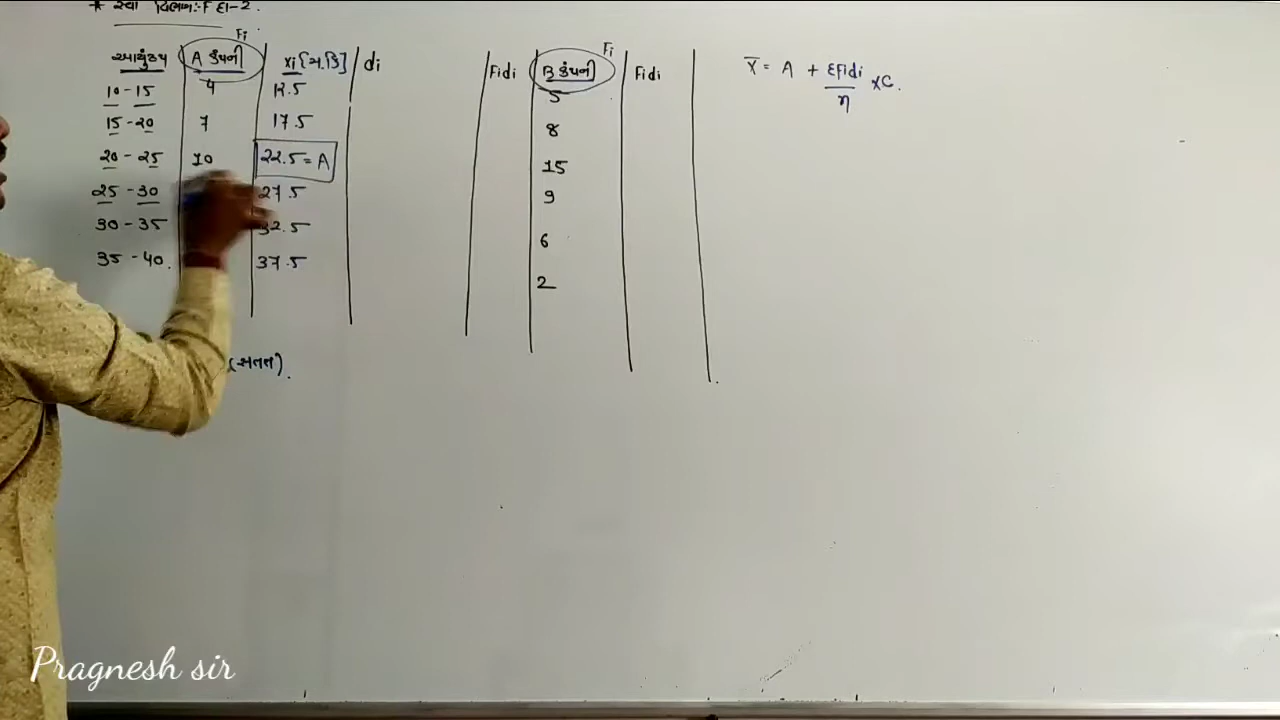 * સ્વા વિભાગ:-F દા-2.
Fi Fi
આયુષ્ય A કંપની xi [મ.કિં] di Fidi B કંપની Fidi x̄ = A + Σfidi / n × C.
10 - 15 4 12.5 5
15 - 20 7 17.5 8
20 - 25 10 22.5 = A 15
25 - 30 27.5 9
30 - 35 32.5 6
35 - 40. 37.5 2
(સતત).
Pragnesh sir